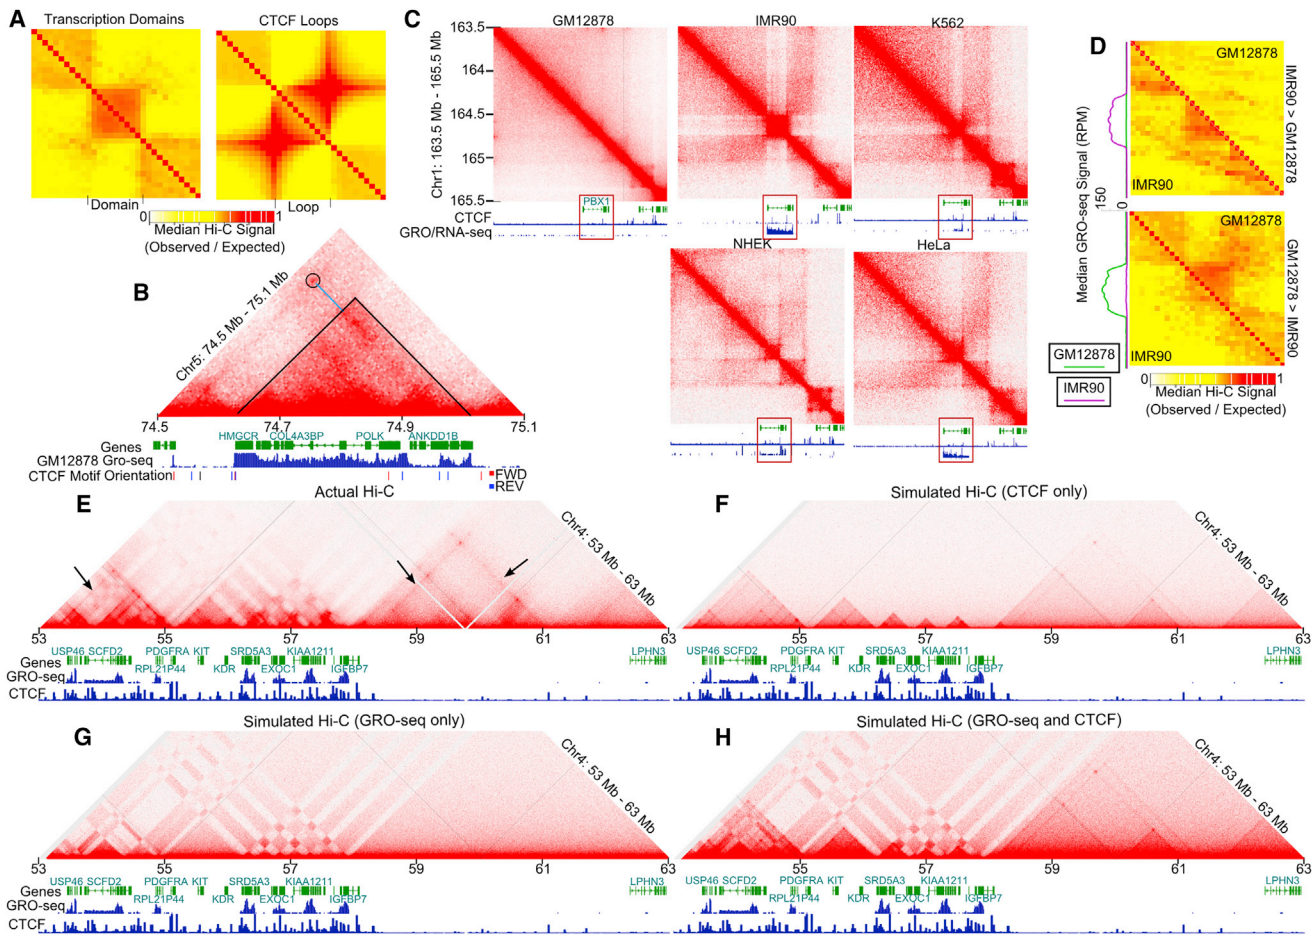 A
Transcription Domains
CTCF Loops
Domain
Loop
0
1
Median Hi-C Signal
(Observed / Expected)
B
Chr5: 74.5 Mb - 75.1 Mb
74.5
74.7
74.9
75.1
HMGCR
COL4A3BP
POLK
ANKDD1B
Genes
GM12878 Gro-seq
CTCF Motif Orientation
FWD
REV
C
GM12878
IMR90
K562
Chr1: 163.5 Mb - 165.5 Mb
163.5
164
164.5
165
165.5
PBX1
CTCF
GRO/RNA-seq
NHEK
HeLa
D
GM12878
IMR90
IMR90 > GM12878
Median GRO-seq Signal (RPM)
150
0
GM12878
IMR90
GM12878 > IMR90
GM12878
IMR90
0
1
Median Hi-C Signal
(Observed / Expected)
E
Actual Hi-C
Chr4: 53 Mb - 63 Mb
53
55
57
59
61
63
USP46 SCFD2
PDGFRA KIT
SRD5A3
KIAA1211
LPHN3
Genes
RPL21P44
KDR
EXOC1
IGFBP7
GRO-seq
CTCF
F
Simulated Hi-C (CTCF only)
Chr4: 53 Mb - 63 Mb
55
57
59
61
63
USP46 SCFD2
PDGFRA KIT
SRD5A3
KIAA1211
LPHN3
RPL21P44
KDR
EXOC1
IGFBP7
G
Simulated Hi-C (GRO-seq only)
Chr4: 53 Mb - 63 Mb
53
55
57
59
61
63
USP46 SCFD2
PDGFRA KIT
SRD5A3
KIAA1211
LPHN3
Genes
RPL21P44
KDR
EXOC1
IGFBP7
GRO-seq
CTCF
H
Simulated Hi-C (GRO-seq and CTCF)
Chr4: 53 Mb - 63 Mb
55
57
59
61
63
USP46 SCFD2
PDGFRA KIT
SRD5A3
KIAA1211
LPHN3
RPL21P44
KDR
EXOC1
IGFBP7